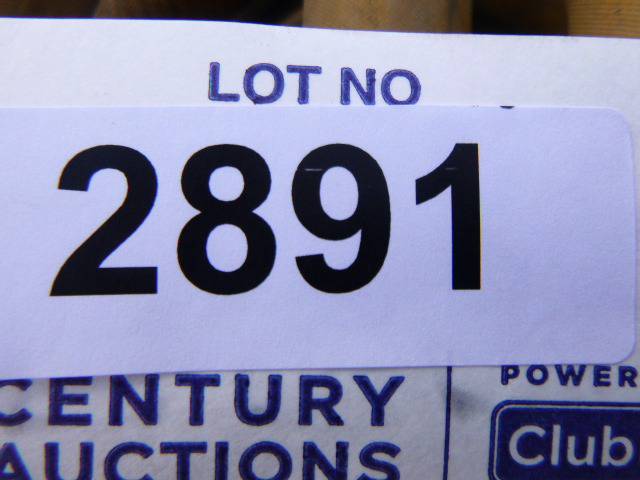 LOT NO
2891
CENTURY
AUCTIONS
POWER
Club